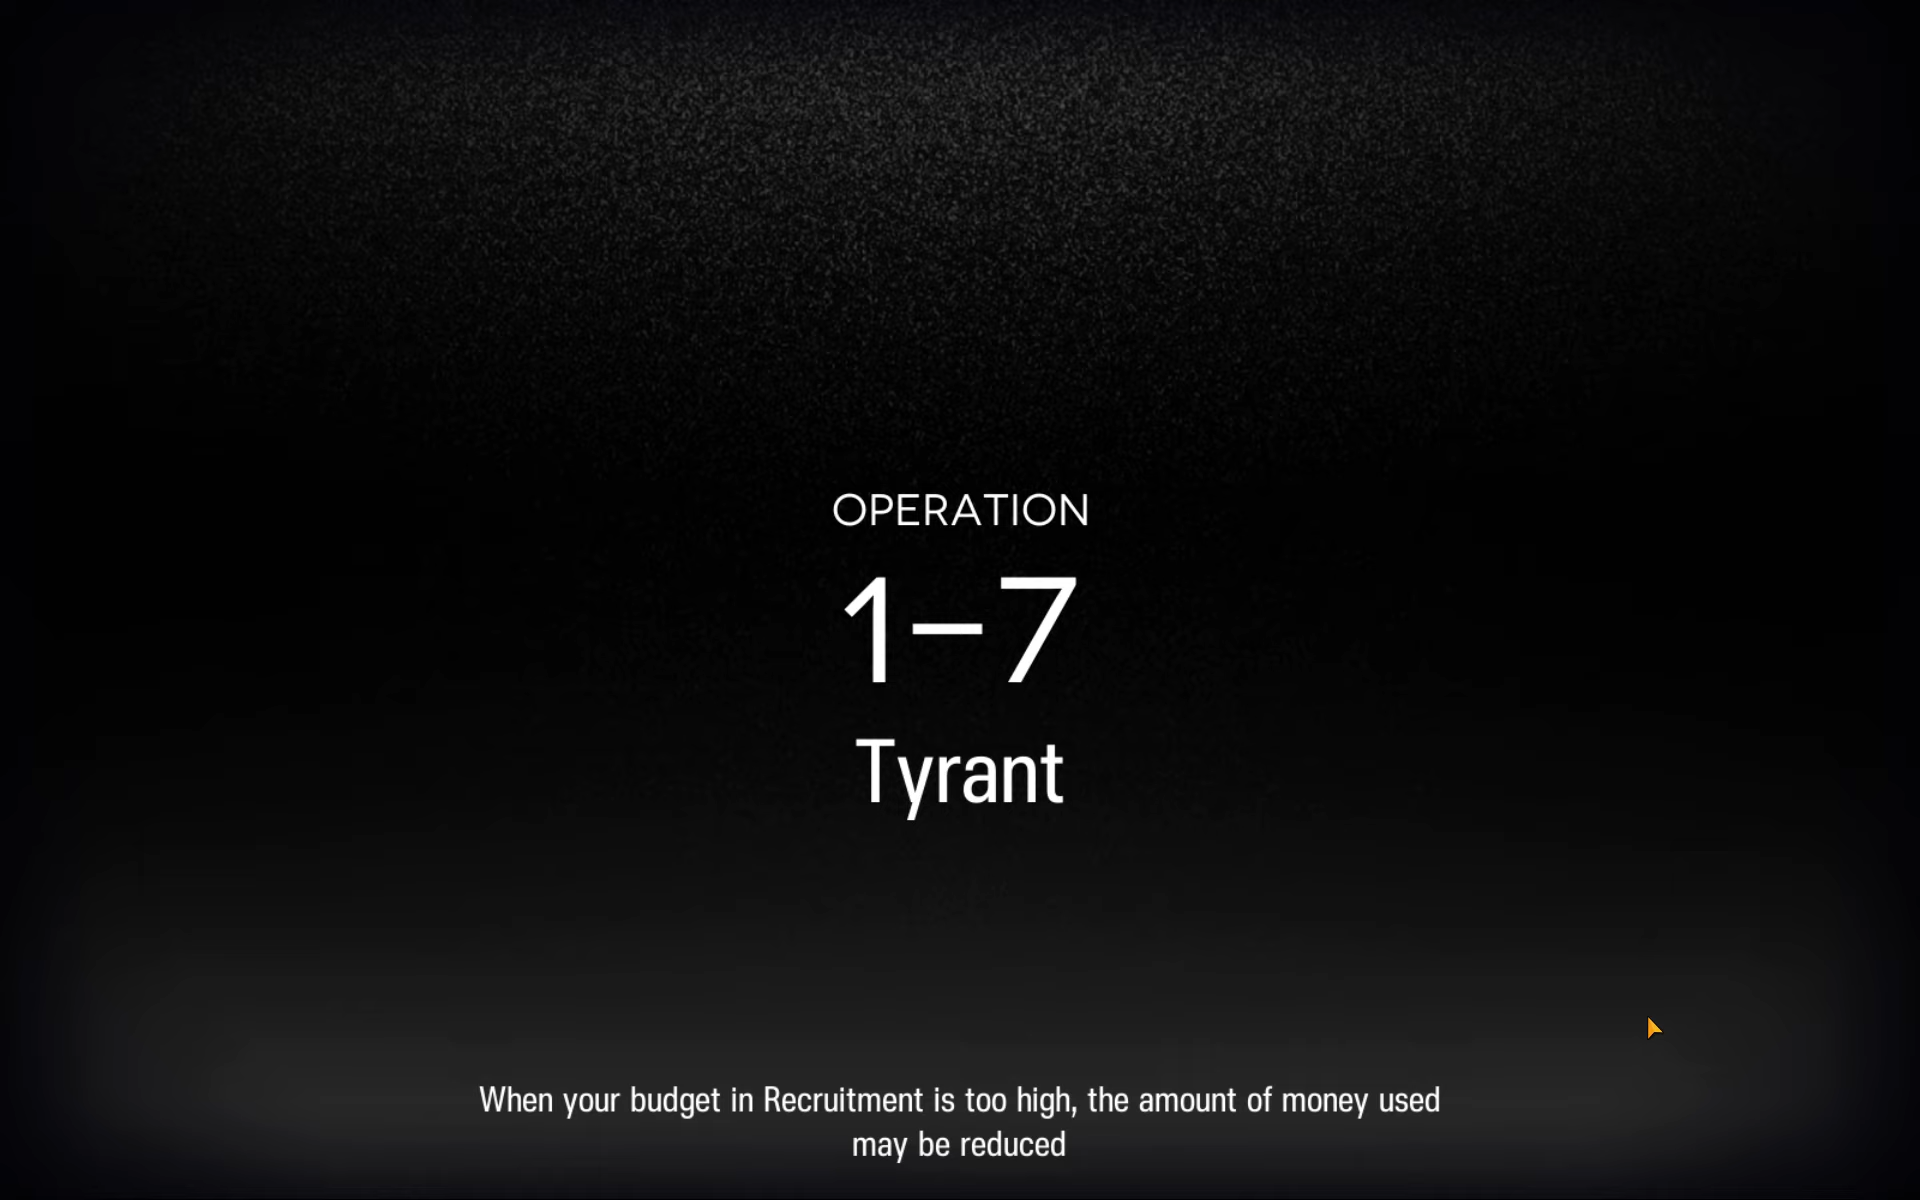 OPERATION
1–7
Tyrant
When your budget in Recruitment is too high, the amount of money used
may be reduced